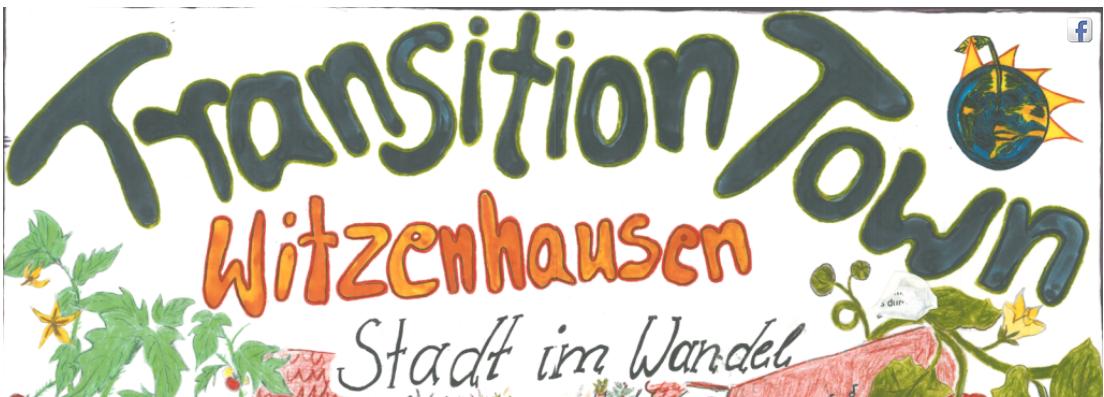 Transition Town
Witzenhausen
Stadt im Wandel
f